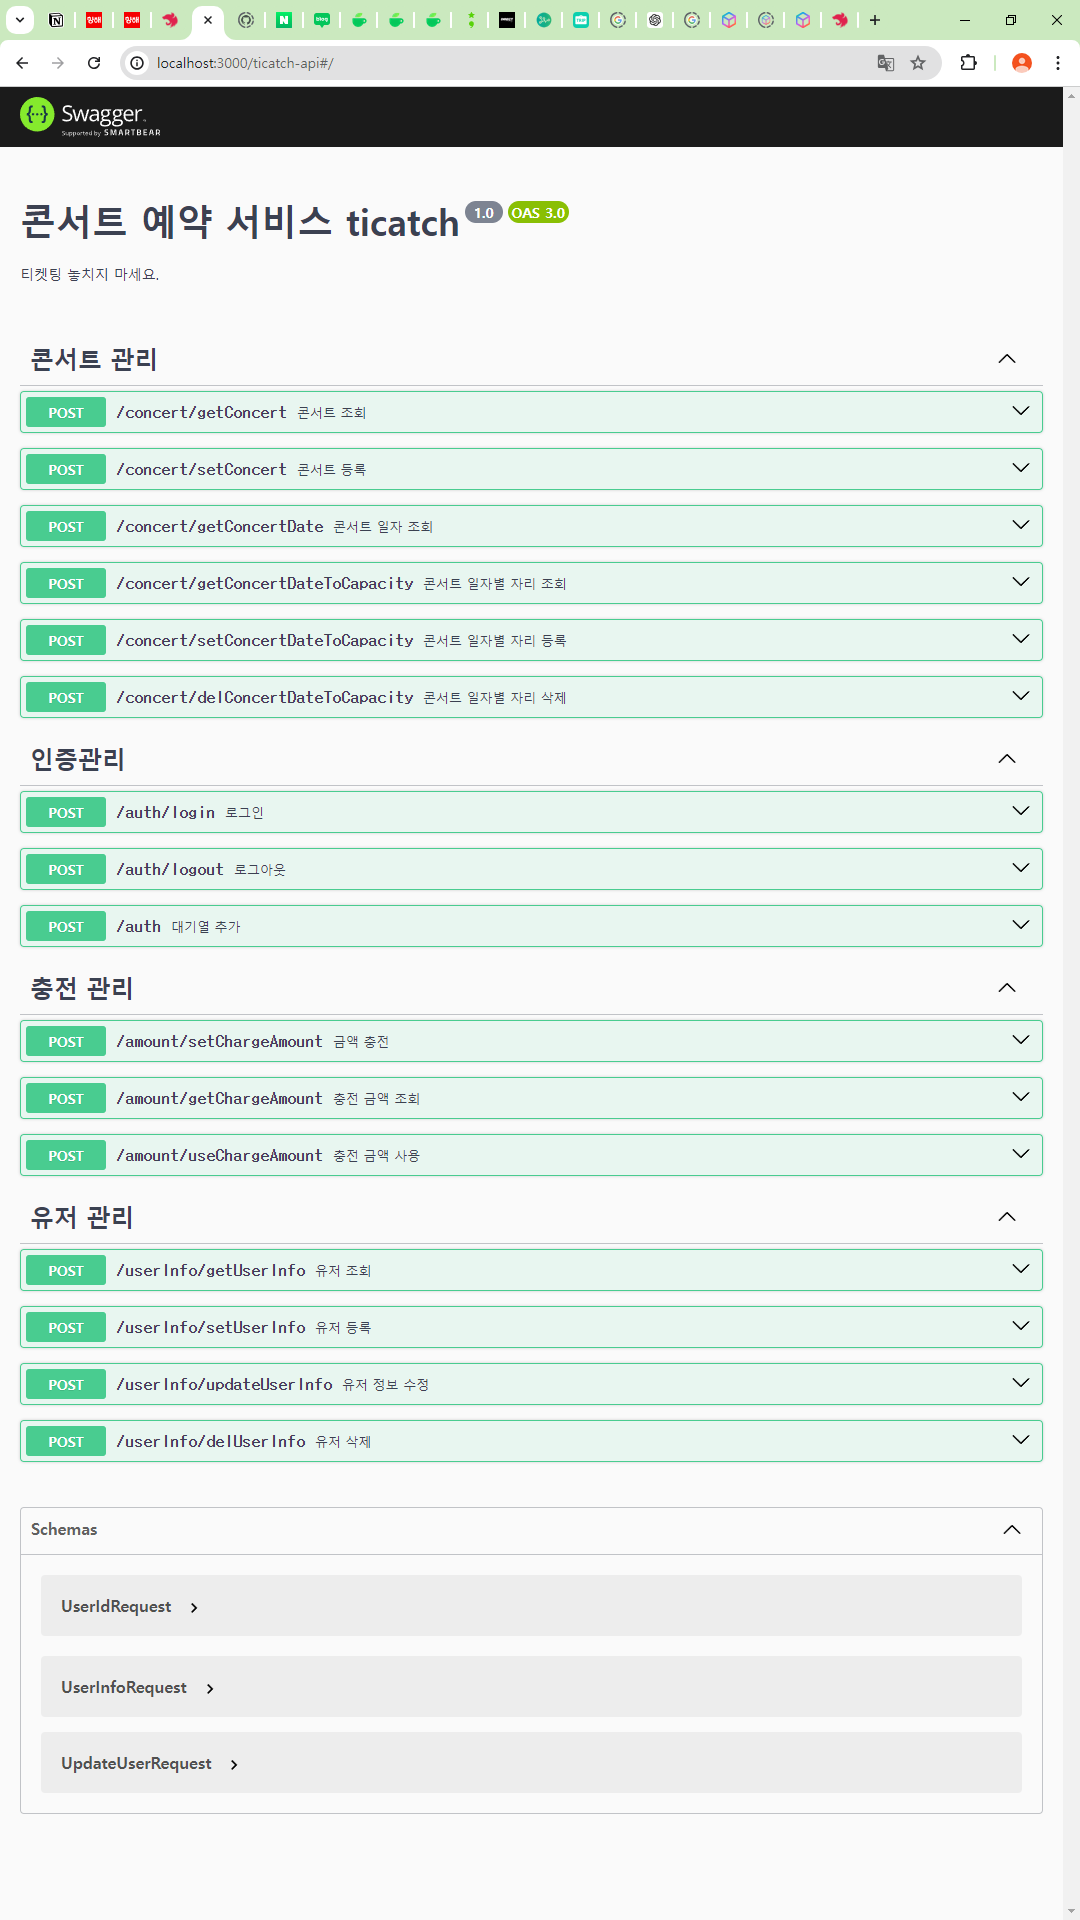 localhost:3000/ticatch-api#/
Swagger
Supported by SMARTBEAR
콘서트 예약 서비스 ticatch 1.0 OAS 3.0
티켓팅 놓치지 마세요.
콘서트 관리
POST /concert/getConcert 콘서트 조회
POST /concert/setConcert 콘서트 등록
POST /concert/getConcertDate 콘서트 일자 조회
POST /concert/getConcertDateToCapacity 콘서트 일자별 자리 조회
POST /concert/setConcertDateToCapacity 콘서트 일자별 자리 등록
POST /concert/delConcertDateToCapacity 콘서트 일자별 자리 삭제
인증관리
POST /auth/login 로그인
POST /auth/logout 로그아웃
POST /auth 대기열 추가
충전 관리
POST /amount/setChargeAmount 금액 충전
POST /amount/getChargeAmount 충전 금액 조회
POST /amount/useChargeAmount 충전 금액 사용
유저 관리
POST /userInfo/getUserInfo 유저 조회
POST /userInfo/setUserInfo 유저 등록
POST /userInfo/updateUserInfo 유저 정보 수정
POST /userInfo/delUserInfo 유저 삭제
Schemas
UserIdRequest
UserInfoRequest
UpdateUserRequest